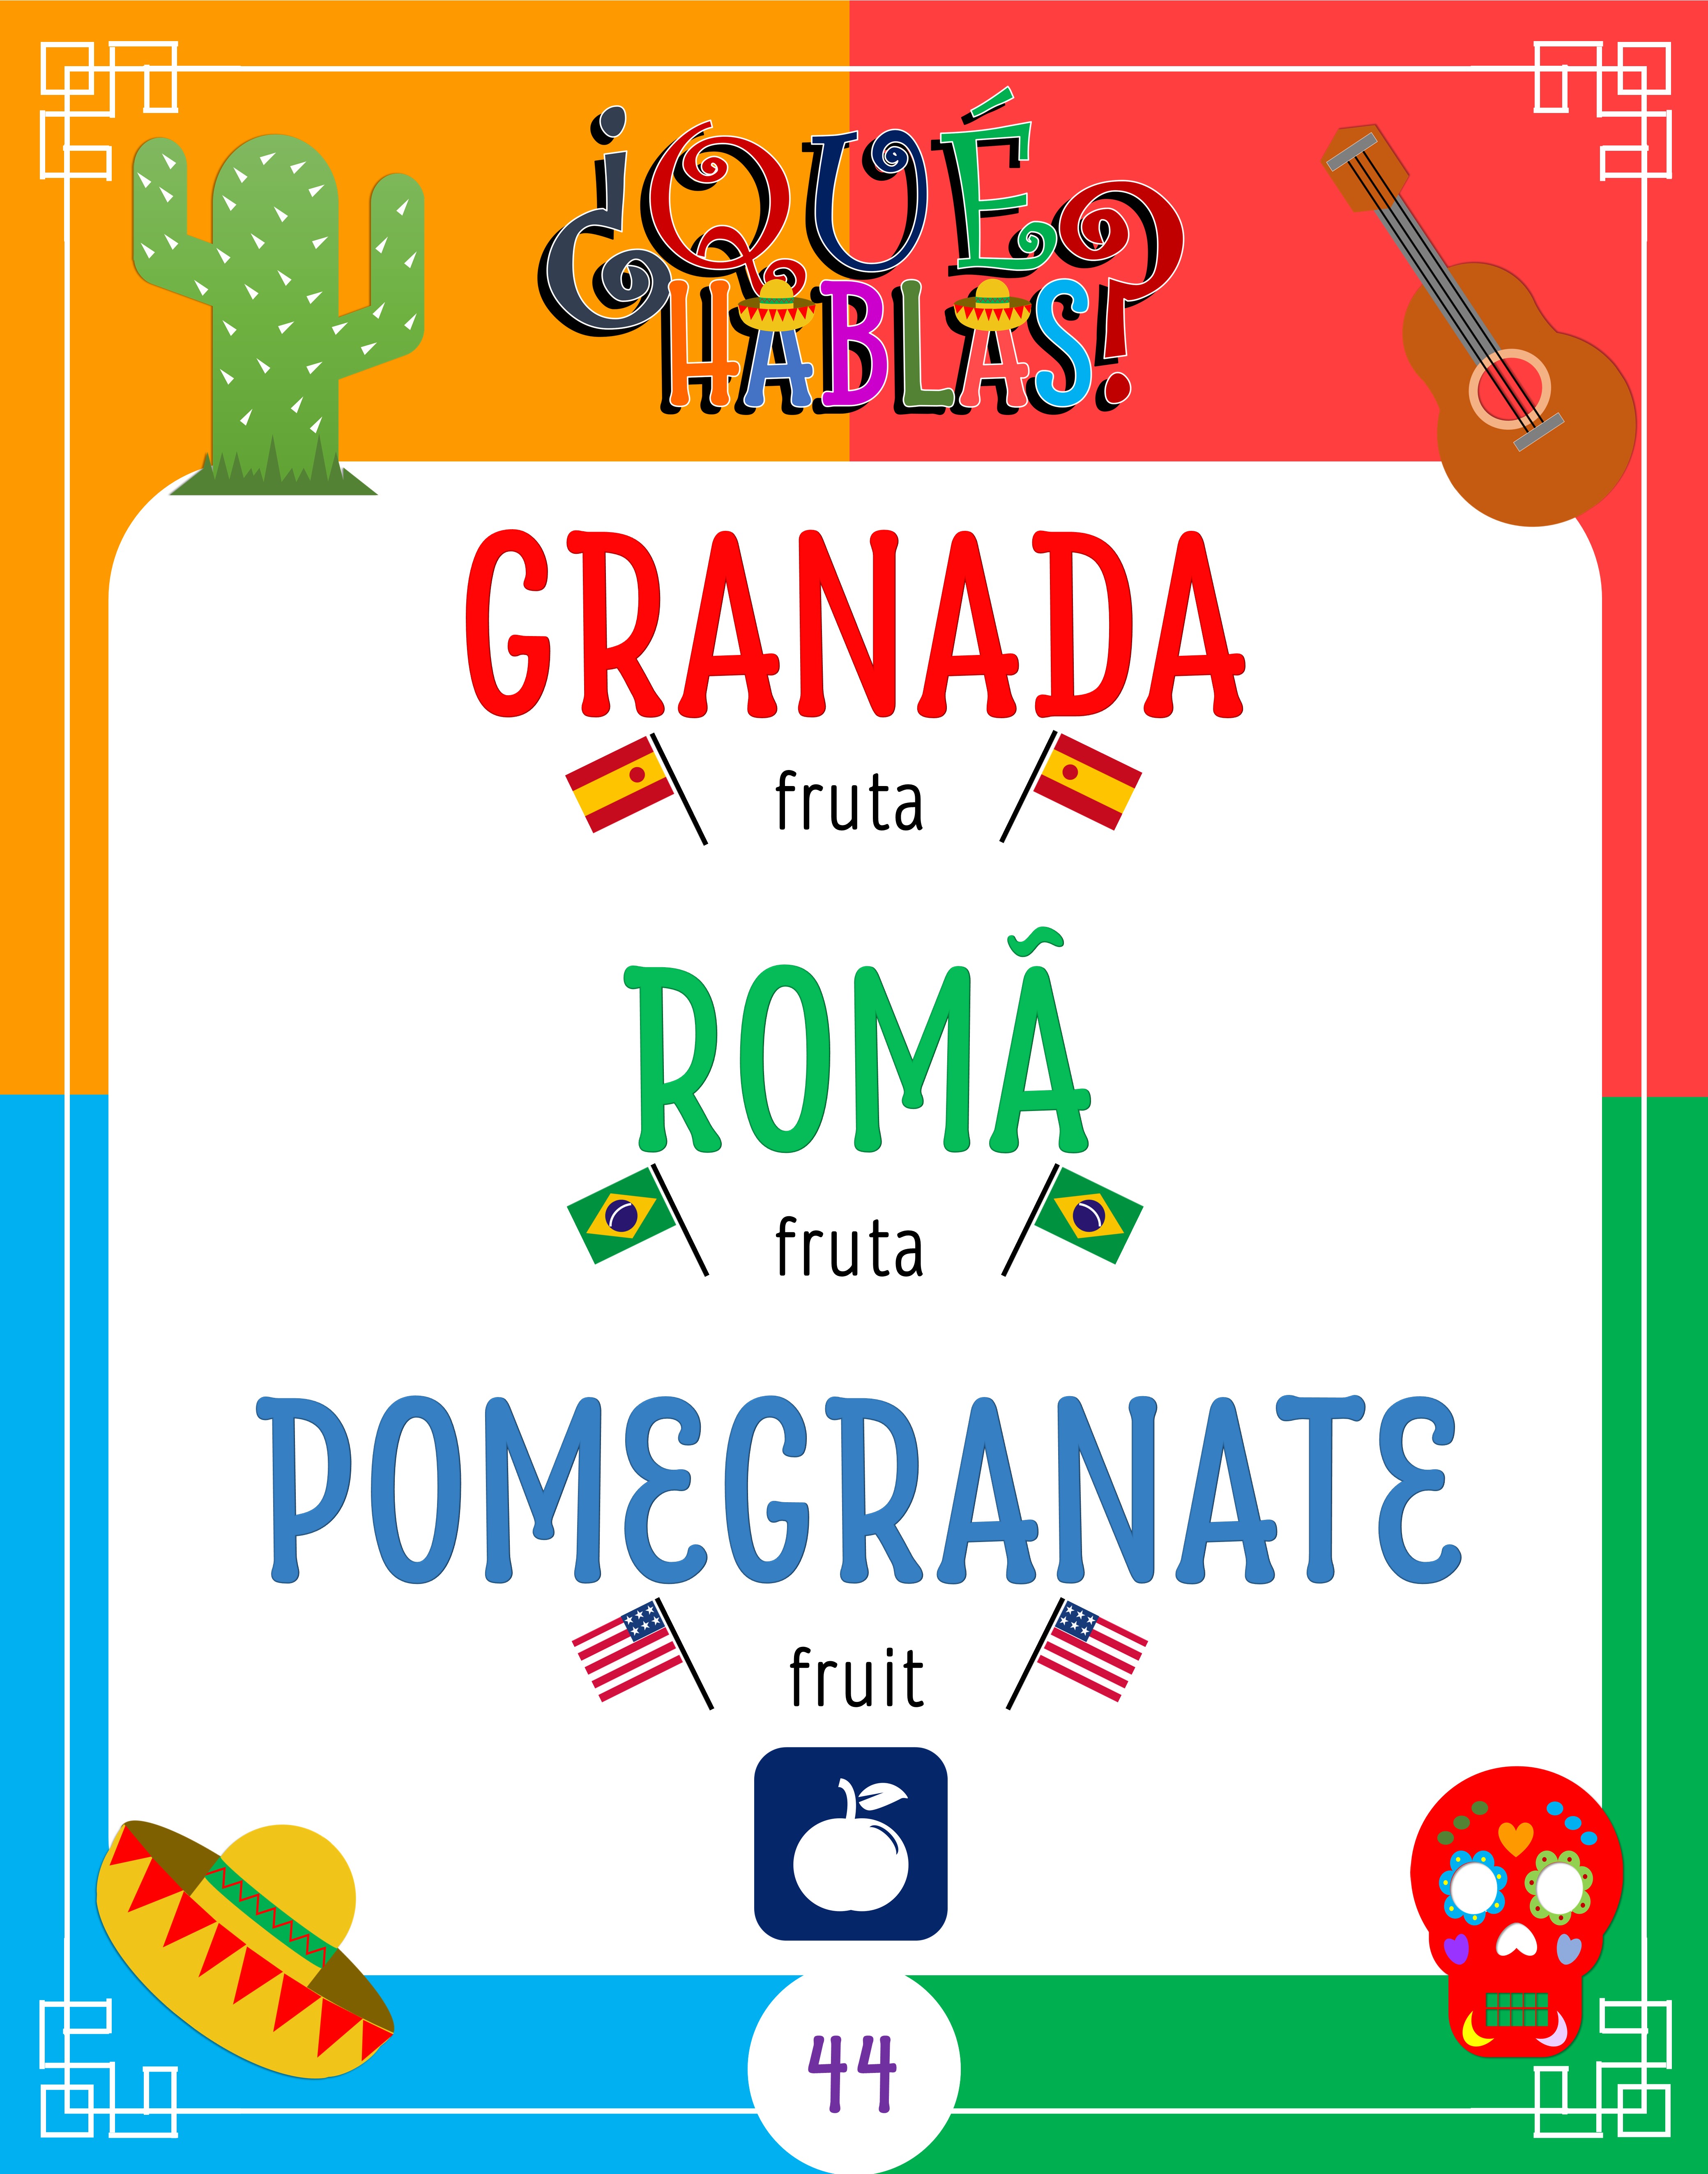 ¿QUÉ
HABLAS?
GRANADA
fruta
ROMÃ
fruta
POMEGRANATE
fruit
44